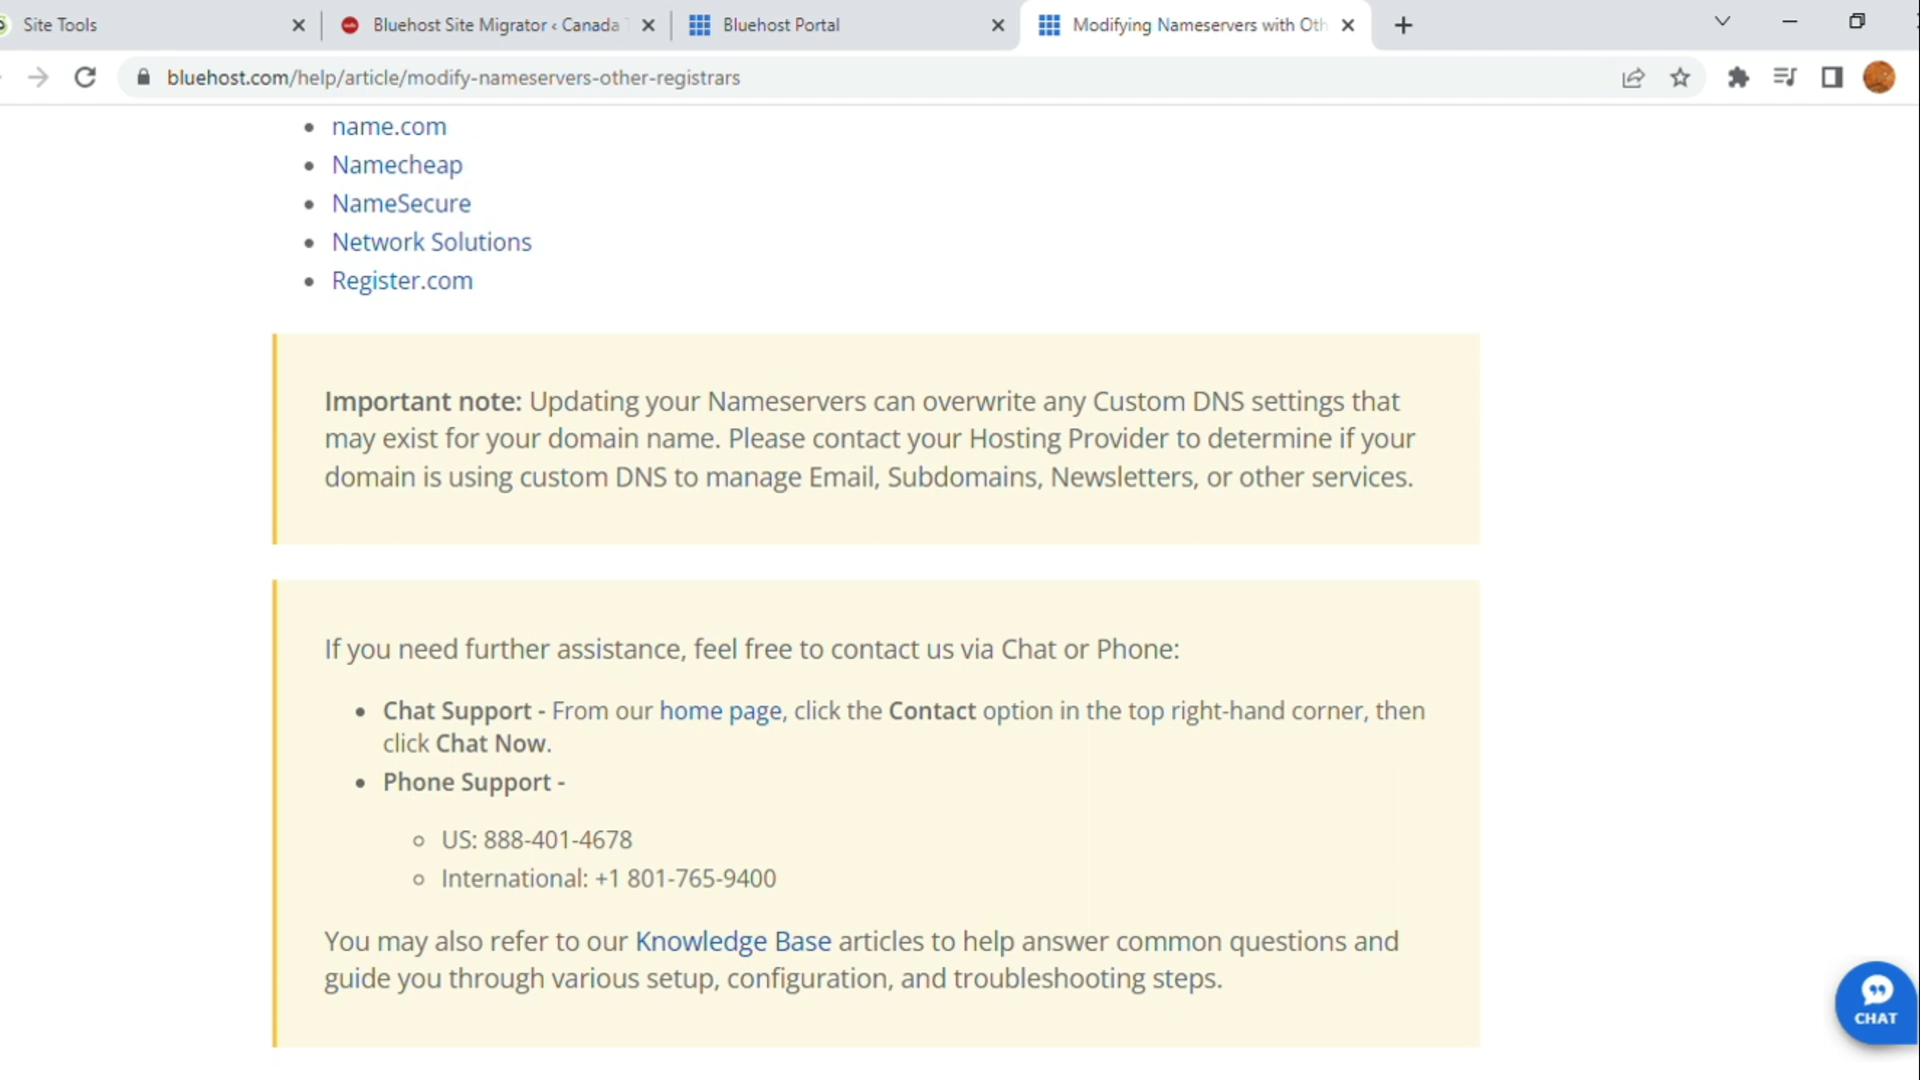 Site Tools
Bluehost Site Migrator ‹ Canada
Bluehost Portal
Modifying Nameservers with Oth
bluehost.com/help/article/modify-nameservers-other-registrars
name.com
Namecheap
NameSecure
Network Solutions
Register.com
Important note: Updating your Nameservers can overwrite any Custom DNS settings that
may exist for your domain name. Please contact your Hosting Provider to determine if your
domain is using custom DNS to manage Email, Subdomains, Newsletters, or other services.
If you need further assistance, feel free to contact us via Chat or Phone:
Chat Support - From our home page, click the Contact option in the top right-hand corner, then
click Chat Now.
Phone Support -
US: 888-401-4678
International: +1 801-765-9400
You may also refer to our Knowledge Base articles to help answer common questions and
guide you through various setup, configuration, and troubleshooting steps.
CHAT